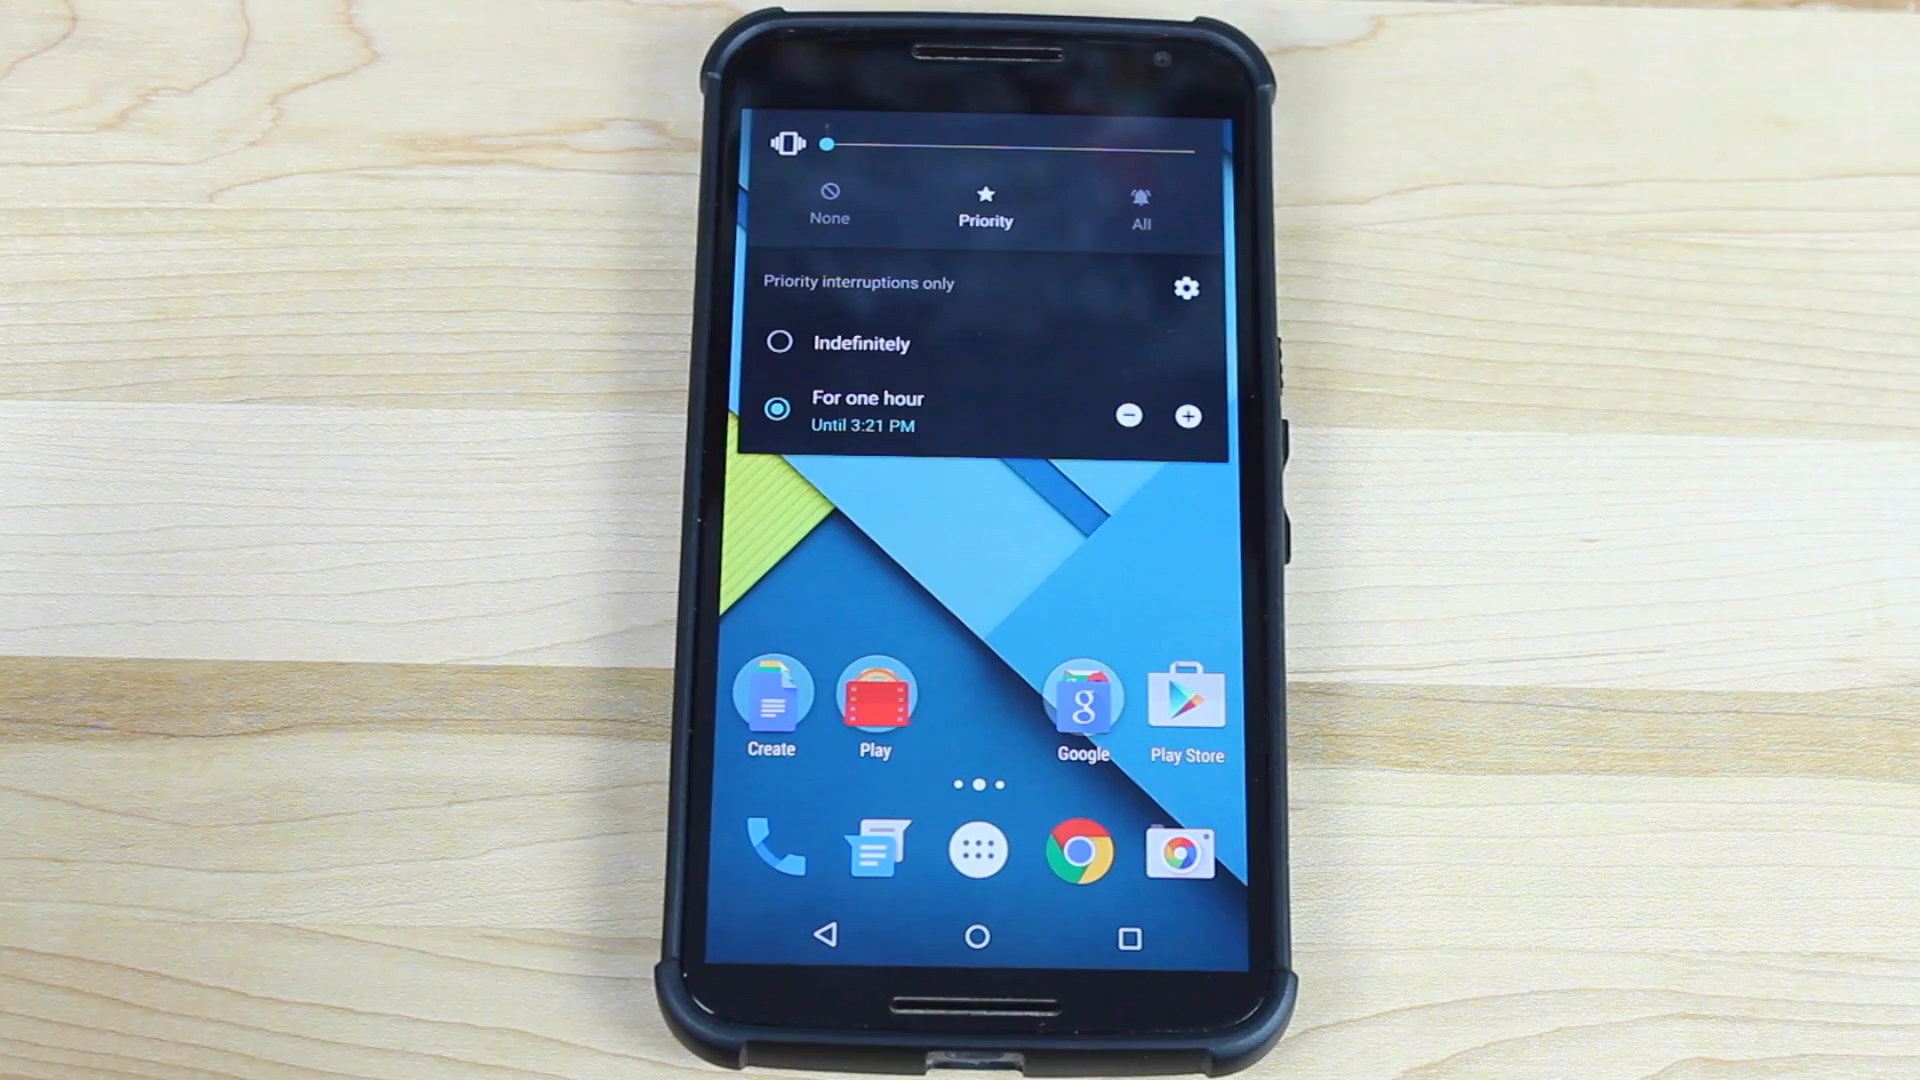 None
Priority
All
Priority interruptions only
Indefinitely
For one hour
Until 3:21 PM
g
Create
Play
Google
Play Store